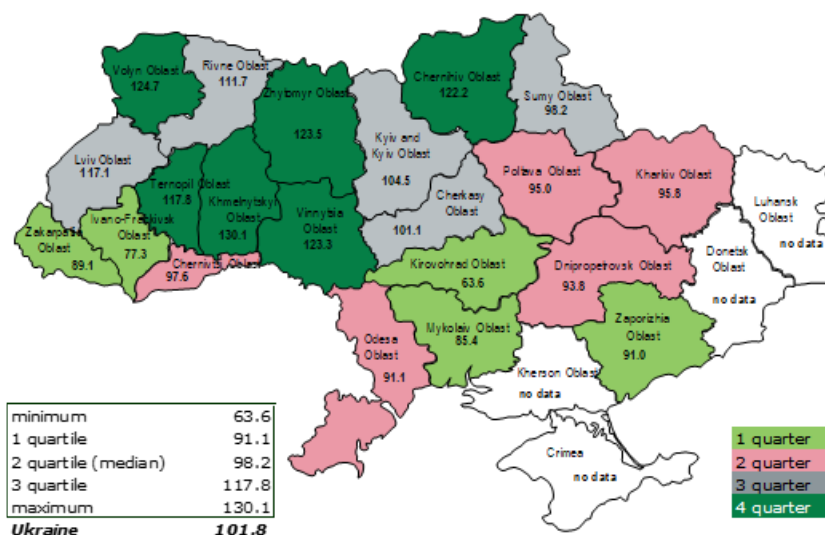 Volyn Oblast
124.7
Rivne Oblast
111.7
Zhytomyr Oblast
123.5
Chernihiv Oblast
122.2
Sumy Oblast
98.2
Kyiv and
Kyiv Oblast
104.5
Lviv Oblast
117.1
Ternopil Oblast
117.8
Khmelnytskyi
Oblast
130.1
Vinnytsia
Oblast
123.3
Cherkasy
Oblast
101.1
Poltava Oblast
95.0
Kharkiv Oblast
95.8
Luhansk
Oblast
no data
Donetsk
Oblast
no data
Zakarpattia
Oblast
89.1
Ivano-Frankivsk
Oblast
77.3
Chernivtsi Oblast
97.6
Kirovohrad Oblast
63.6
Dnipropetrovsk Oblast
93.8
Zaporizhia
Oblast
91.0
Odesa
Oblast
91.1
Mykolaiv Oblast
85.4
Kherson Oblast
no data
Crimea
no data
minimum 63.6
1 quartile 91.1
2 quartile (median) 98.2
3 quartile 117.8
maximum 130.1
Ukraine 101.8
1 quarter
2 quarter
3 quarter
4 quarter